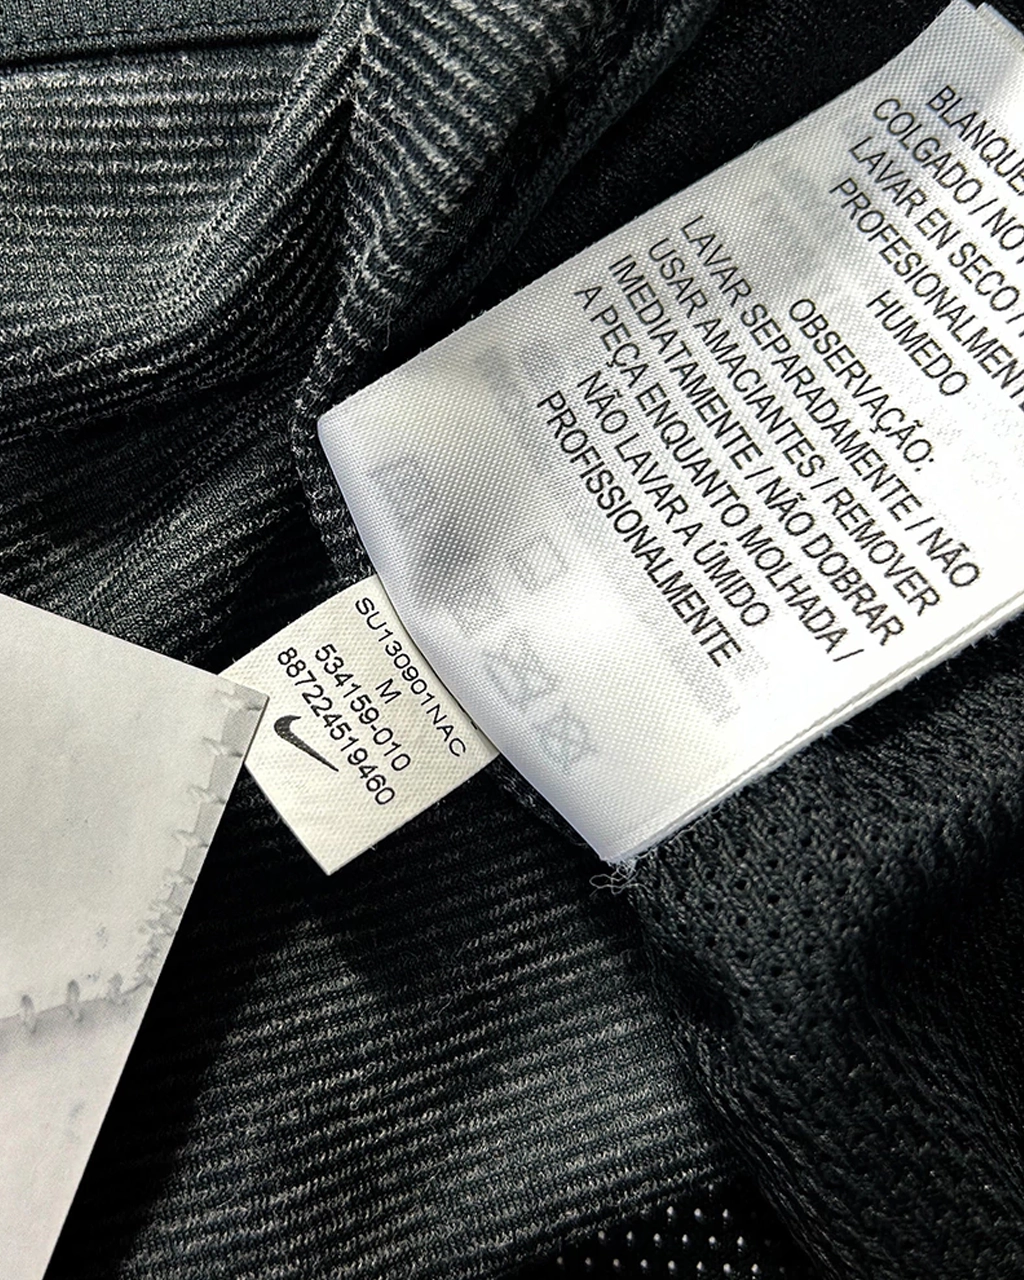 BLANQUE
COLGADO / NO
LAVAR EN SECO /
PROFESIONALMENTE
HUMEDO
OBSERVAÇÃO:
LAVAR SEPARADAMENTE / NÃO
USAR AMACIANTES / REMOVER
IMEDIATAMENTE / NÃO DOBRAR
A PEÇA ENQUANTO MOLHADA /
NÃO LAVAR A ÚMIDO
PROFISSIONALMENTE
SU130901NAC
M
534159-010
887224519460